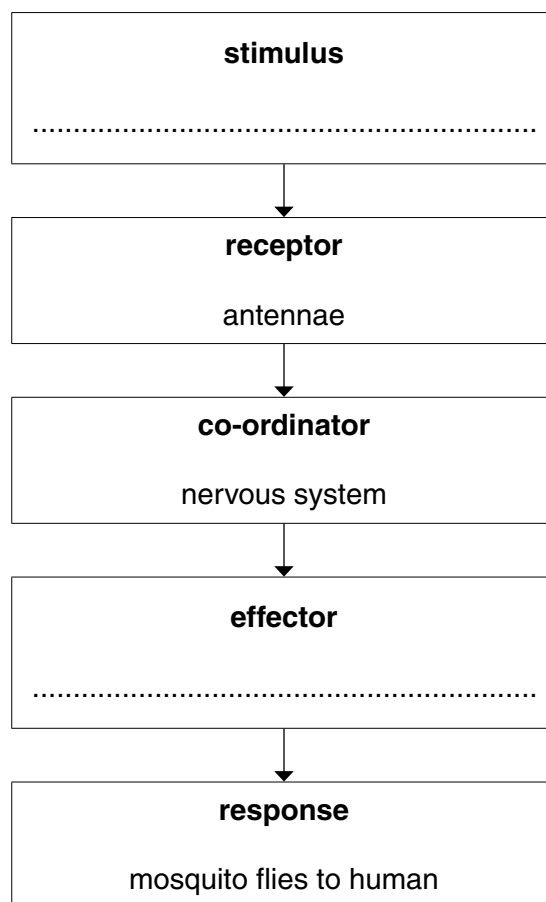 stimulus
..............................................................
receptor
antennae
co-ordinator
nervous system
effector
..............................................................
response
mosquito flies to human